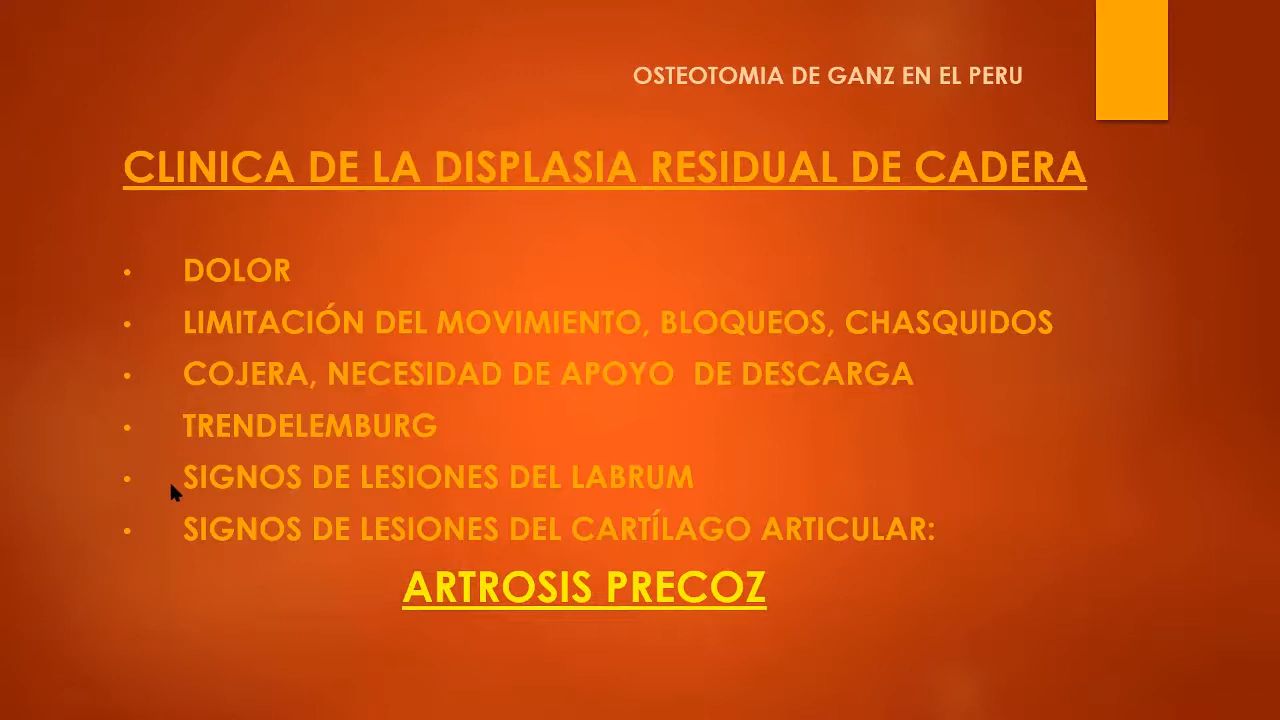 OSTEOTOMIA DE GANZ EN EL PERU
CLINICA DE LA DISPLASIA RESIDUAL DE CADERA
• DOLOR
• LIMITACIÓN DEL MOVIMIENTO, BLOQUEOS, CHASQUIDOS
• COJERA, NECESIDAD DE APOYO DE DESCARGA
• TRENDELEMBURG
• SIGNOS DE LESIONES DEL LABRUM
• SIGNOS DE LESIONES DEL CARTÍLAGO ARTICULAR:
ARTROSIS PRECOZ